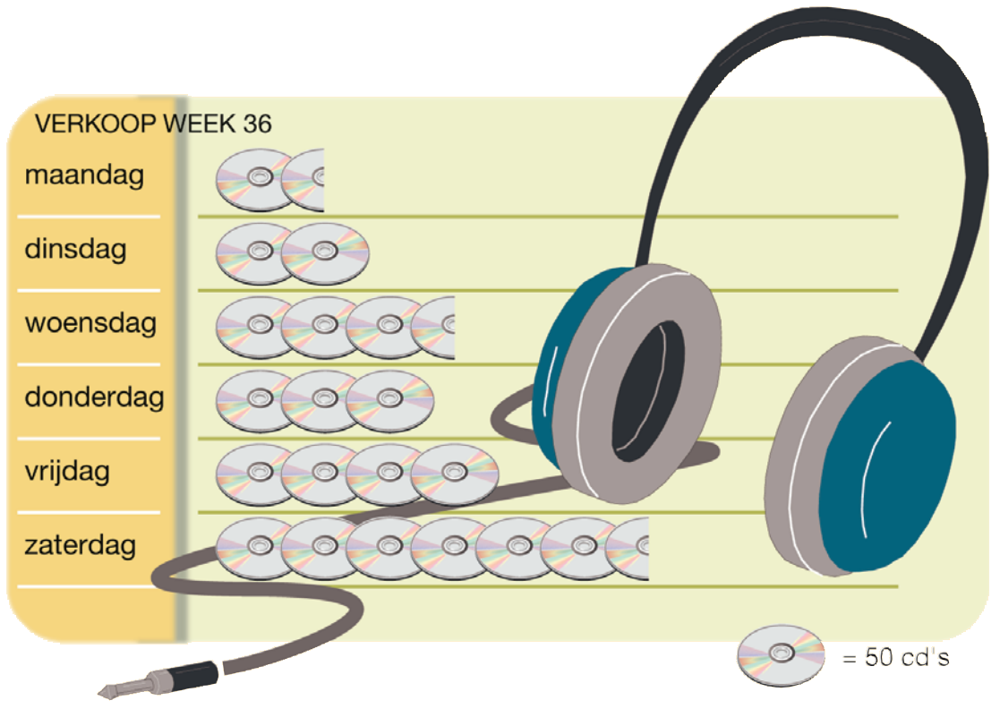 VERKOOP WEEK 36
maandag
dinsdag
woensdag
donderdag
vrijdag
zaterdag
= 50 cd's